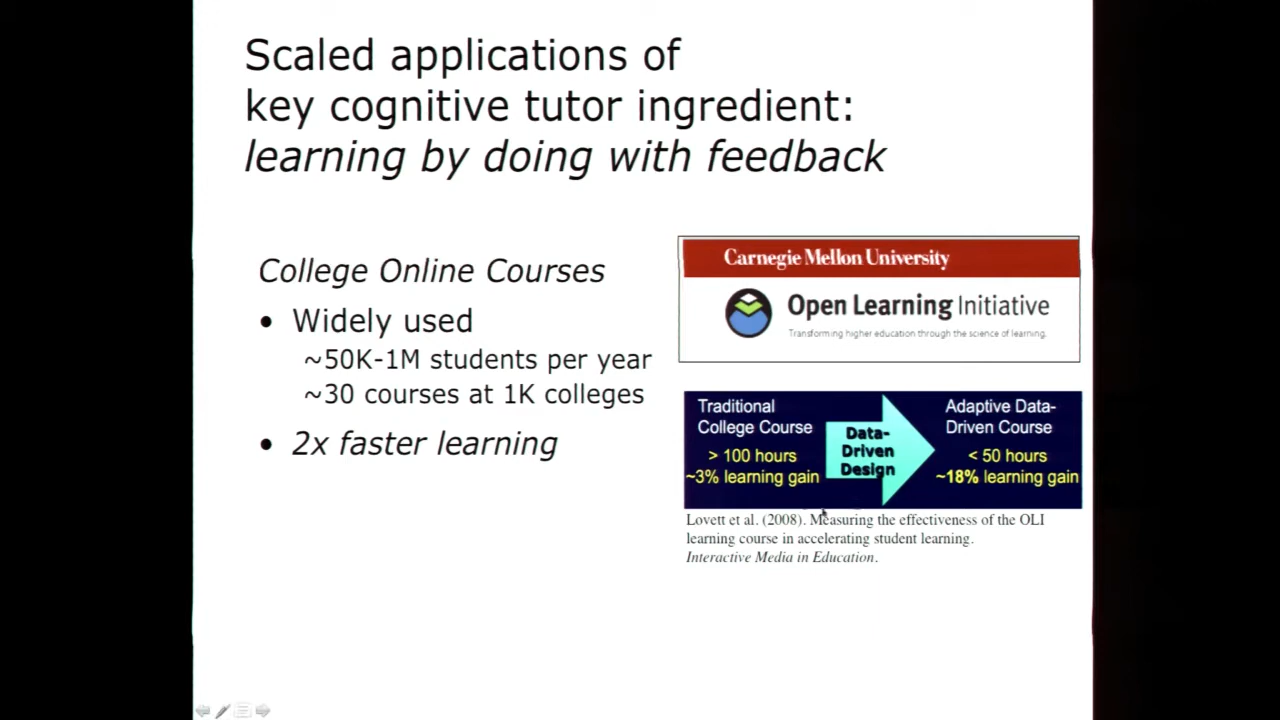 Scaled applications of
key cognitive tutor ingredient:
learning by doing with feedback
College Online Courses
• Widely used
~50K-1M students per year
~30 courses at 1K colleges
• 2x faster learning
Carnegie Mellon University
Open Learning Initiative
Transforming higher education through the science of learning.
Traditional
College Course
> 100 hours
~3% learning gain
Data-
Driven
Design
Adaptive Data-
Driven Course
< 50 hours
~18% learning gain
Lovett et al. (2008). Measuring the effectiveness of the OLI
learning course in accelerating student learning.
Interactive Media in Education.